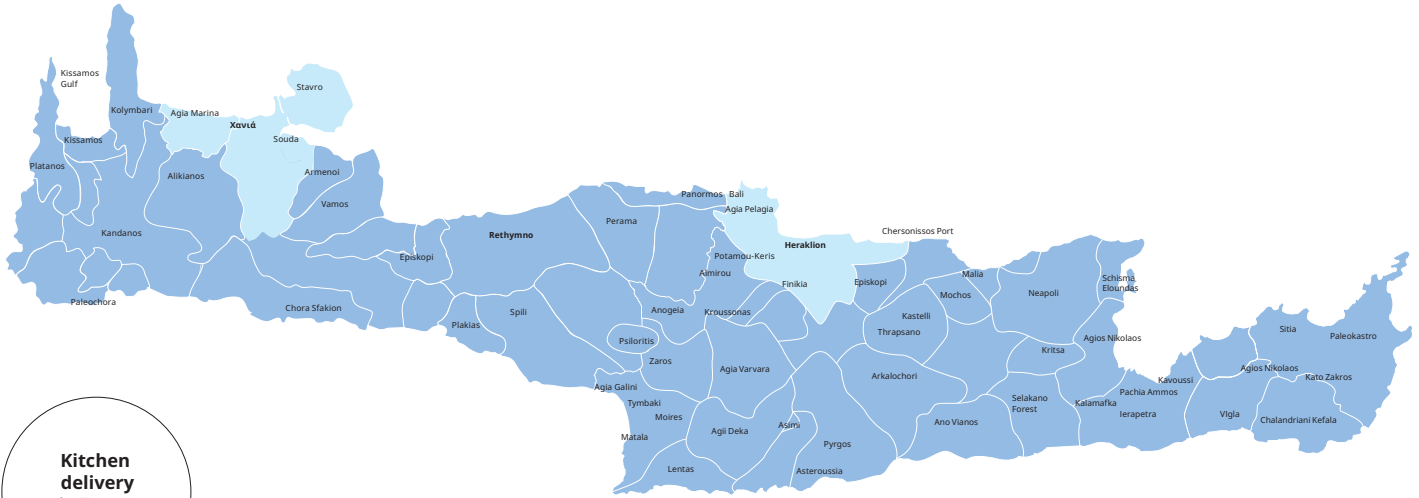 Kissamos
Gulf
Kolymbari
Agia Marina
Χανιά
Stavro
Souda
Kissamos
Platanos
Alikianos
Armenoi
Vamos
Kandanos
Paleochora
Episkopi
Chora Sfakion
Rethymno
Plakias
Spili
Perama
Panormos
Bali
Agia Pelagia
Heraklion
Chersonissos Port
Potamou-Keris
Aimirou
Finikia
Episkopi
Malia
Mochos
Neapoli
Schisma
Eloundas
Anogeia
Kroussonas
Kastelli
Thrapsano
Psiloritis
Zaros
Agia Varvara
Arkalochori
Kritsa
Agios Nikolaos
Sitia
Paleokastro
Agia Galini
Tymbaki
Moires
Matala
Agii Deka
Asimi
Pyrgos
Lentas
Asteroussia
Ano Vianos
Selakano
Forest
Kalamafka
Pachia Ammos
Kavoussi
Ierapetra
Agios Nikolaos
Kato Zakros
VIgla
Chalandriani Kefala
Kitchen
delivery